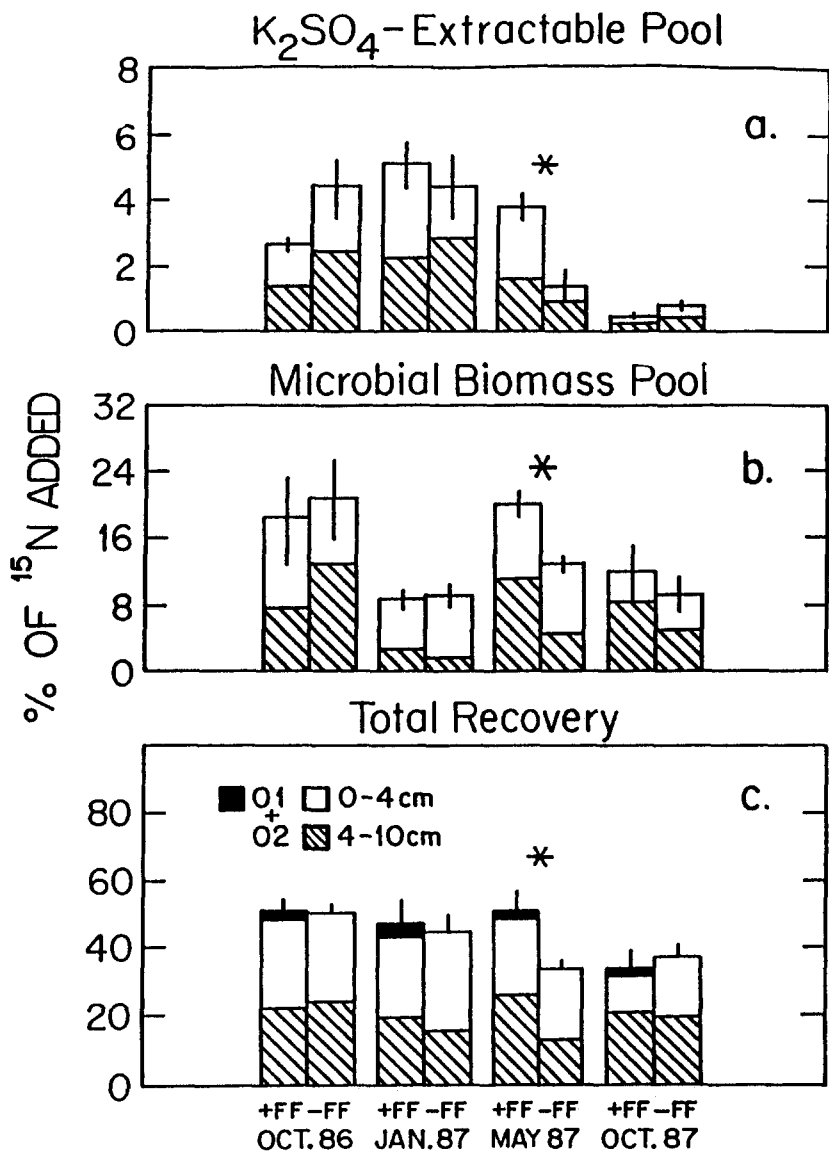 K2SO4-Extractable Pool
8
6
4
2
0
a.
*
Microbial Biomass Pool
32
24
16
8
0
b.
*
% OF 15N ADDED
Total Recovery
80
60
40
20
0
c.
*
O1 0-4cm
+
O2 4-10cm
+FF -FF +FF -FF +FF -FF +FF -FF
OCT. 86 JAN. 87 MAY 87 OCT. 87